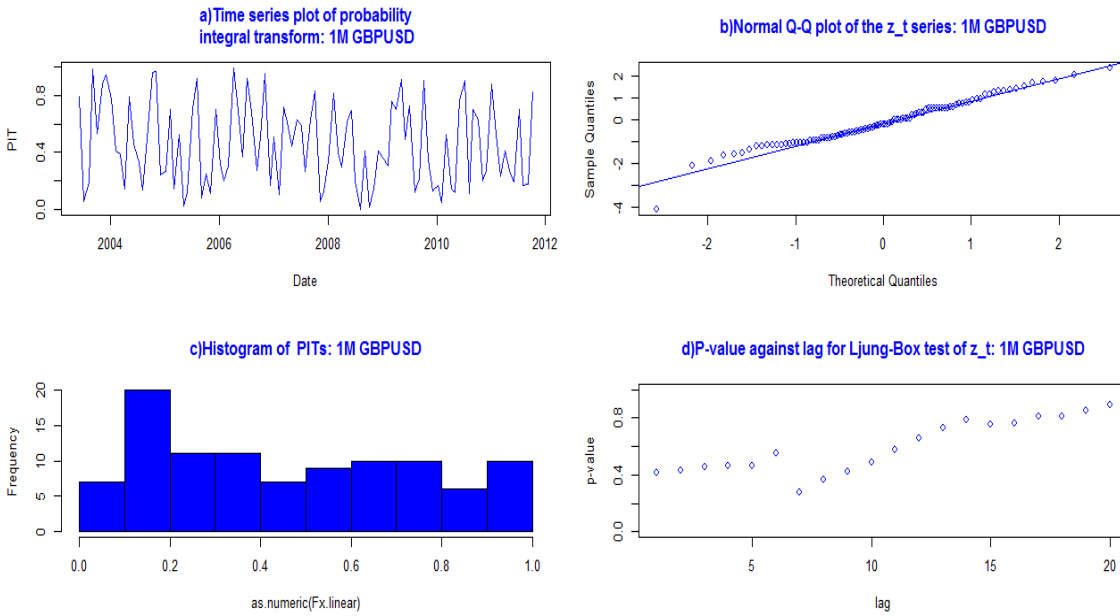 a)Time series plot of probability
integral transform: 1M GBPUSD
PIT
0.0 0.4 0.8
2004 2006 2008 2010 2012
Date
b)Normal Q-Q plot of the z_t series: 1M GBPUSD
Sample Quantiles
-4 -2 0 2
-2 -1 0 1 2
Theoretical Quantiles
c)Histogram of PITs: 1M GBPUSD
Frequency
0 5 10 15 20
0.0 0.2 0.4 0.6 0.8 1.0
as.numeric(Fx.linear)
d)P-value against lag for Ljung-Box test of z_t: 1M GBPUSD
p-value
0.0 0.4 0.8
5 10 15 20
lag